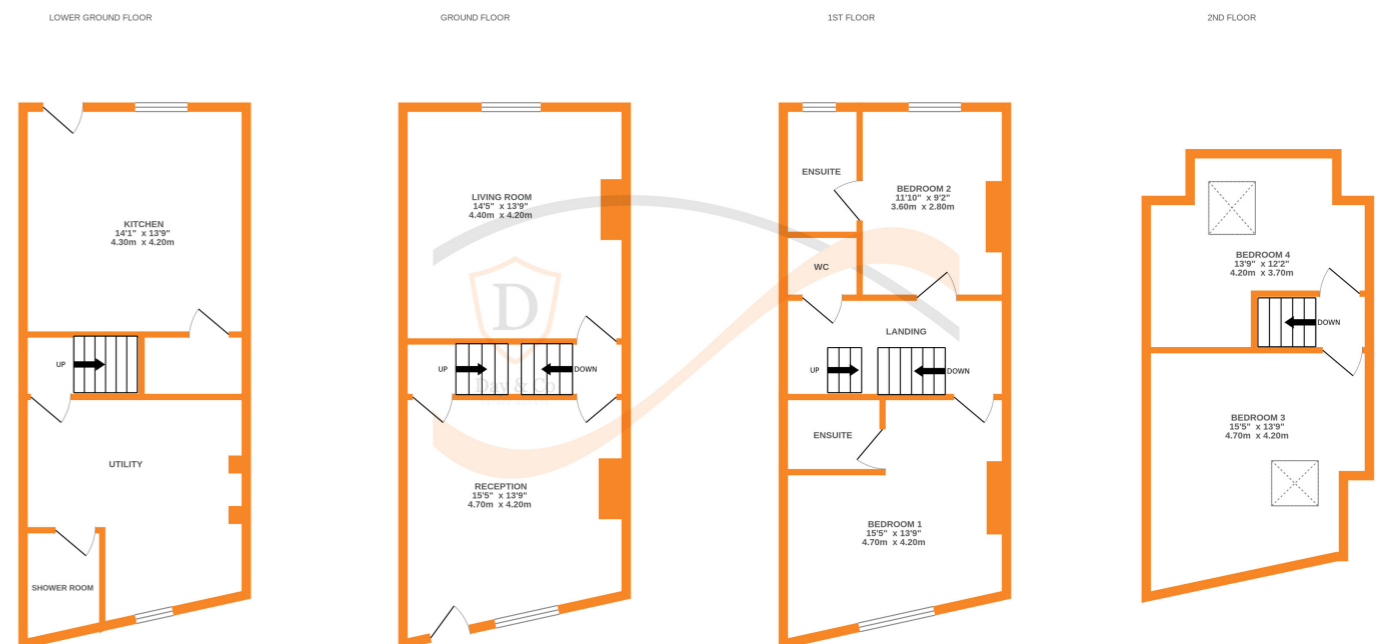 LOWER GROUND FLOOR
GROUND FLOOR
1ST FLOOR
2ND FLOOR
KITCHEN
14'1" x 13'9"
4.30m x 4.20m
UP
UTILITY
SHOWER ROOM
LIVING ROOM
14'5" x 13'9"
4.40m x 4.20m
D
UP
DOWN
Day & Co
RECEPTION
15'5" x 13'9"
4.70m x 4.20m
ENSUITE
BEDROOM 2
11'10" x 9'2"
3.60m x 2.80m
WC
LANDING
UP
DOWN
ENSUITE
BEDROOM 1
15'5" x 13'9"
4.70m x 4.20m
BEDROOM 4
13'9" x 12'2"
4.20m x 3.70m
DOWN
BEDROOM 3
15'5" x 13'9"
4.70m x 4.20m